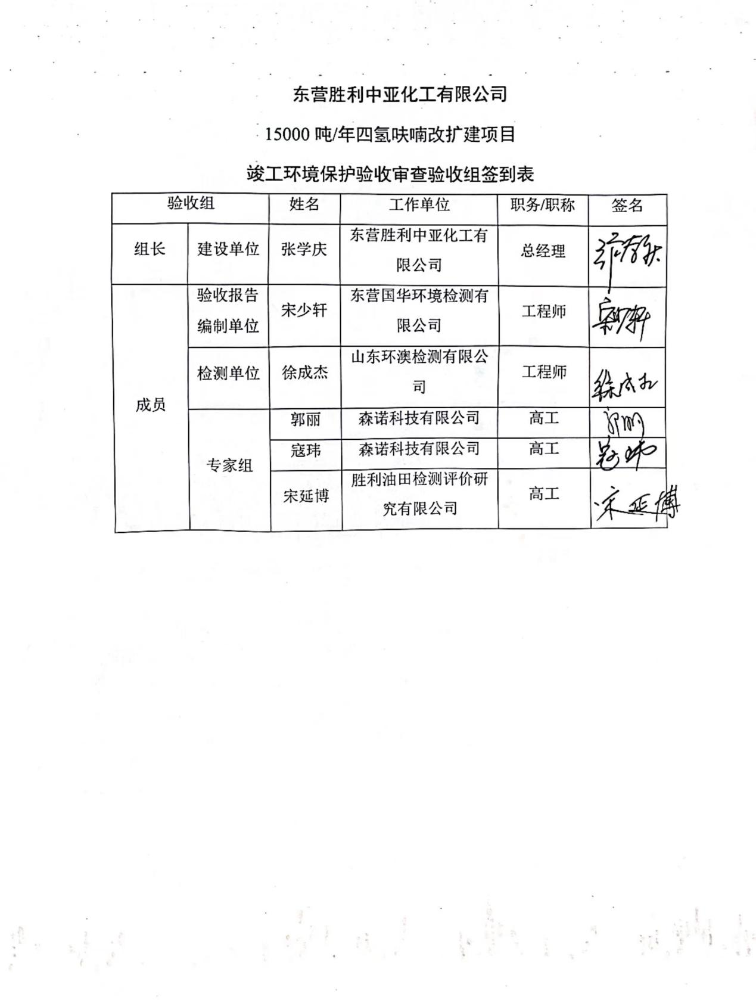 东营胜利中亚化工有限公司
15000 吨/年四氢呋喃改扩建项目
竣工环境保护验收审查验收组签到表
验收组 姓名 工作单位 职务/职称 签名
组长 建设单位 张学庆 东营胜利中亚化工有
限公司 总经理 张学庆
成员 验收报告
编制单位 宋少轩 东营国华环境检测有
限公司 工程师 宋少轩
检测单位 徐成杰 山东环澳检测有限公
司 工程师 徐成杰
专家组 郭丽 森诺科技有限公司 高工 郭丽
寇玮 森诺科技有限公司 高工 寇玮
宋延博 胜利油田检测评价研
究有限公司 高工 宋延博